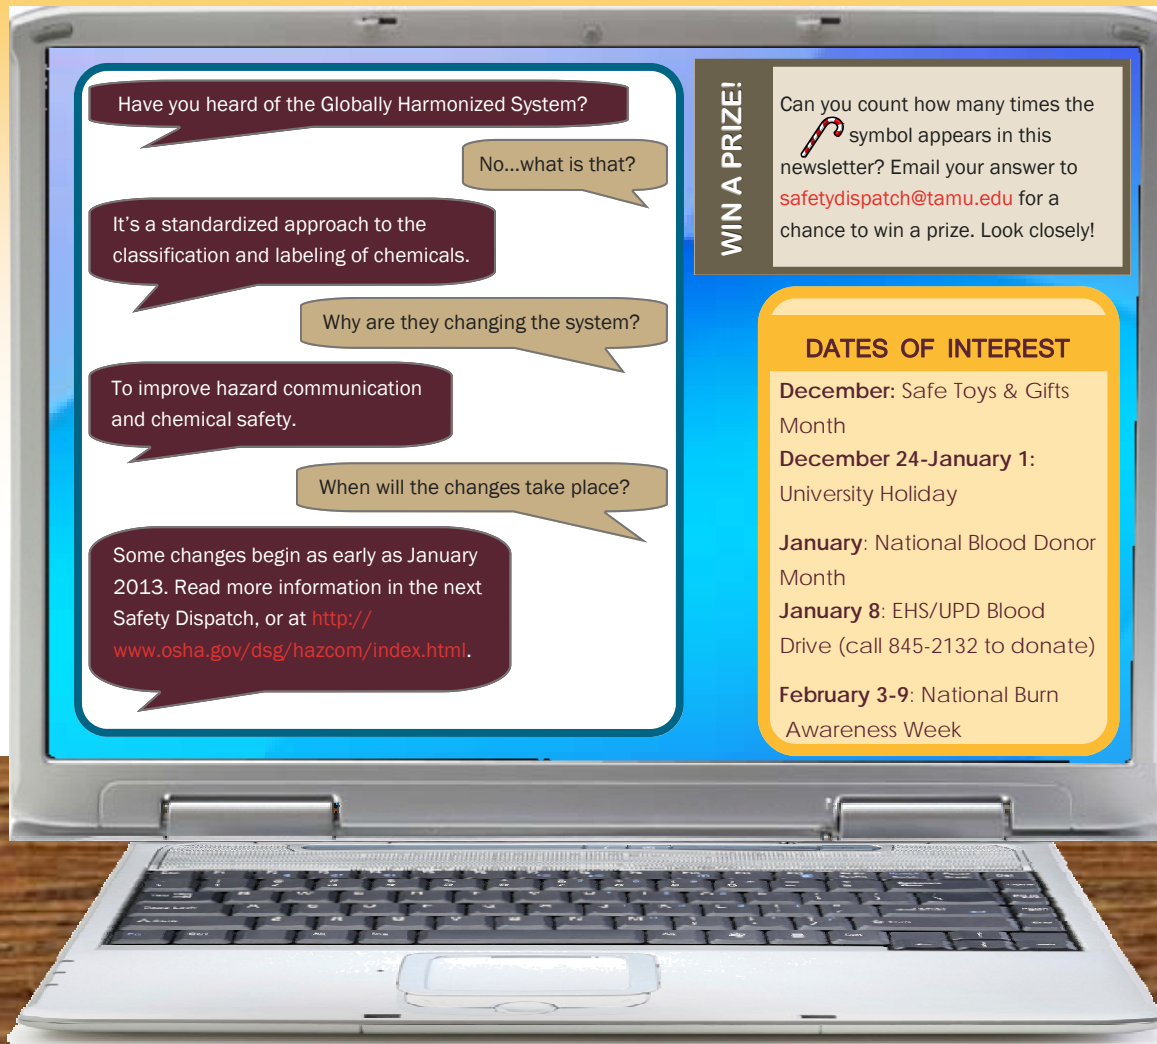 Have you heard of the Globally Harmonized System?
No...what is that?
It's a standardized approach to the
classification and labeling of chemicals.
Why are they changing the system?
To improve hazard communication
and chemical safety.
When will the changes take place?
Some changes begin as early as January
2013. Read more information in the next
Safety Dispatch, or at http://
www.osha.gov/dsg/hazcom/index.html.
WIN A PRIZE!
Can you count how many times the
symbol appears in this
newsletter? Email your answer to
safetydispatch@tamu.edu for a
chance to win a prize. Look closely!
DATES OF INTEREST
December: Safe Toys & Gifts
Month
December 24-January 1:
University Holiday
January: National Blood Donor
Month
January 8: EHS/UPD Blood
Drive (call 845-2132 to donate)
February 3-9: National Burn
Awareness Week